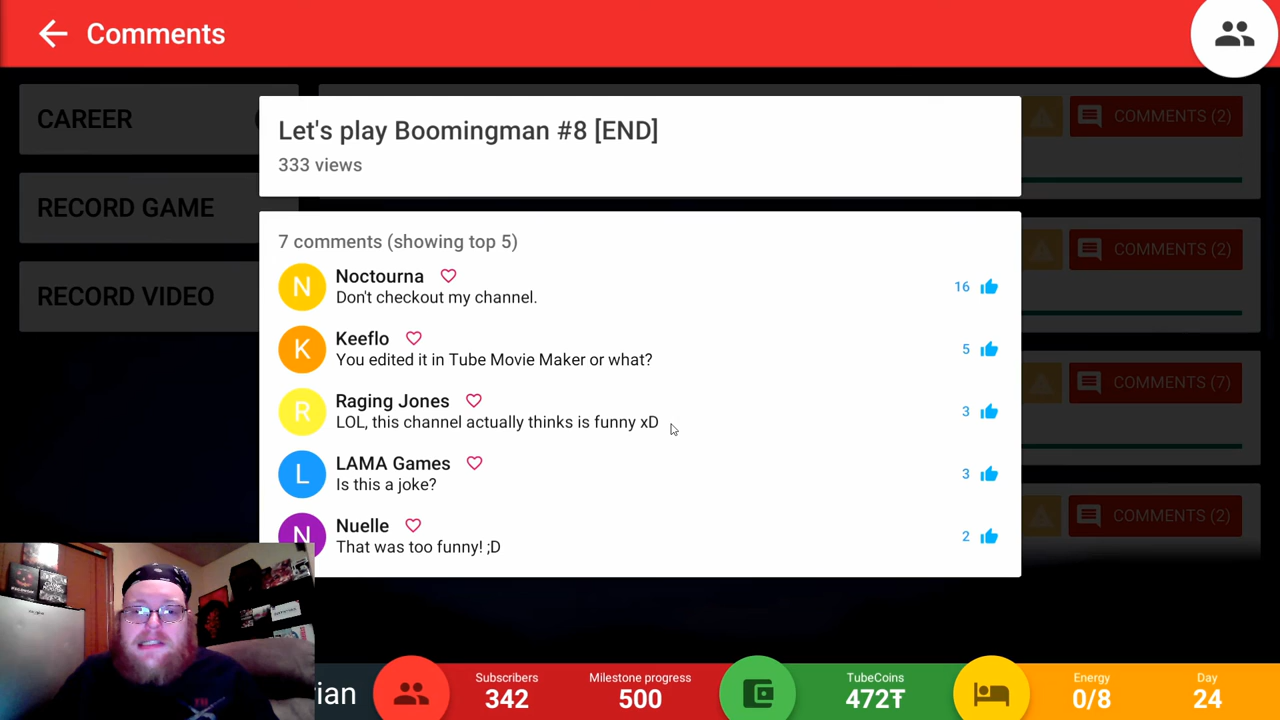 Comments
CAREER
RECORD GAME
RECORD VIDEO
COMMENTS (2)
COMMENTS (2)
COMMENTS (7)
COMMENTS (2)
Let's play Boomingman #8 [END]
333 views
7 comments (showing top 5)
N
Noctourna
Don't checkout my channel.
16
K
Keeflo
You edited it in Tube Movie Maker or what?
5
R
Raging Jones
LOL, this channel actually thinks is funny xD
3
L
LAMA Games
Is this a joke?
3
N
Nuelle
That was too funny! ;D
2
ian
Subscribers
342
Milestone progress
500
TubeCoins
472Ŧ
Energy
0/8
Day
24